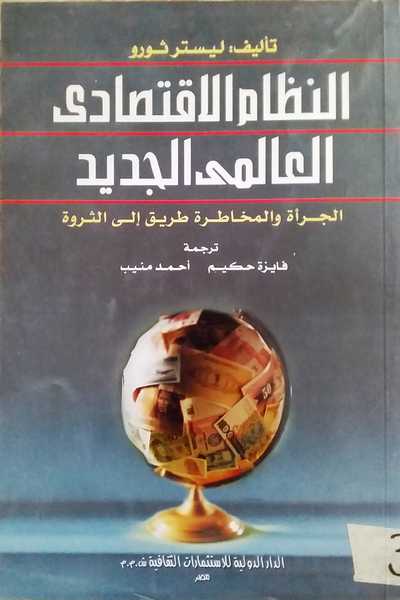 تأليف: ليستر ثورو
النظام الاقتصادى
العالمى الجديد
الجرأة والمخاطرة طريق إلى الثروة
ترجمة
فايزة حكيم    أحمد منيب
الدار الدولية للاستثمارات الثقافية ش.م.م
مصر
3